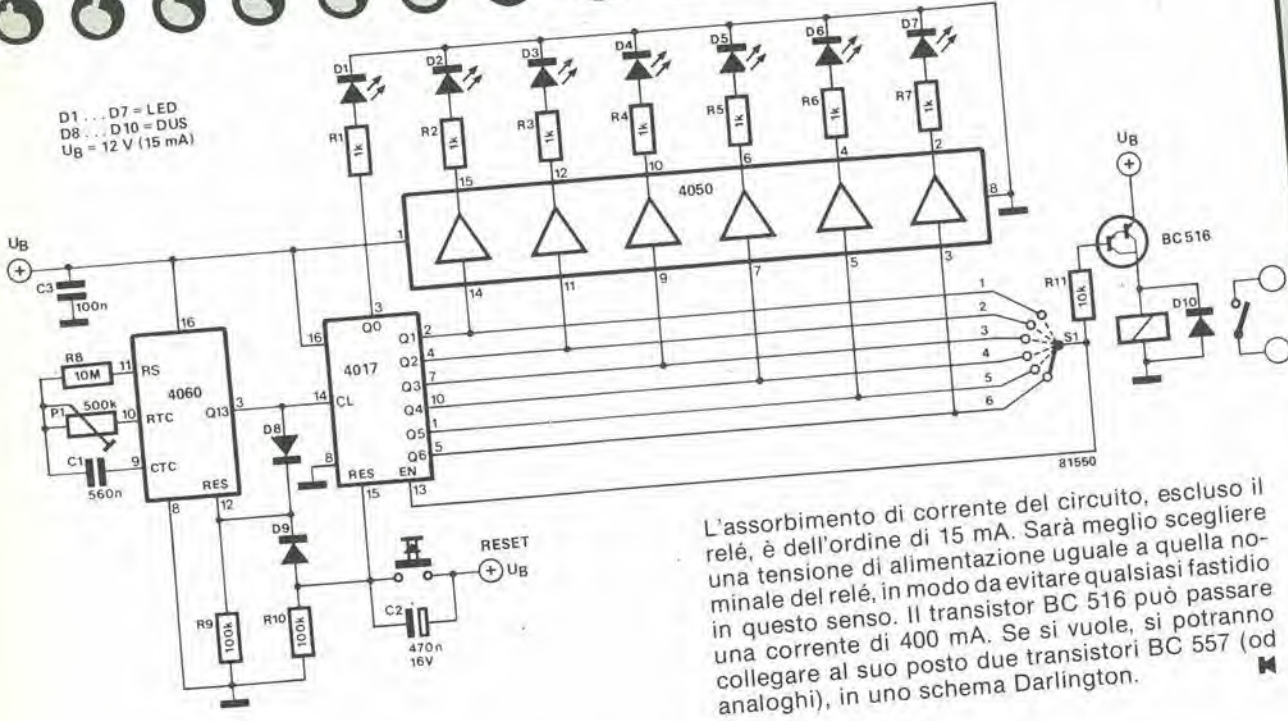 D1 . . . D7 = LED
D8 . . . D10 = DUS
UB = 12 V (15 mA)
D1
D2
D3
D4
D5
D6
D7
R1
1k
R2
1k
R3
1k
R4
1k
R5
1k
R6
1k
R7
1k
15
12
10
6
4
2
4050
1
8
14
11
9
7
5
3
UB
C3
100n
UB
BC 516
R11
10k
D10
16
R8
10M
11
RS
P1
500k
10
RTC
4060
Q13
3
C1
560n
9
CTC
RES
8
12
3
Q0
16
4017
14
CL
8
RES
EN
15
13
Q1
2
Q2
4
Q3
7
Q4
10
Q5
1
Q6
5
1
2
3
4
5
6
S1
81550
D8
D9
R9
100k
R10
100k
RESET
UB
C2
470n
16V
L'assorbimento di corrente del circuito, escluso il
relé, è dell'ordine di 15 mA. Sarà meglio scegliere
una tensione di alimentazione uguale a quella no-
minale del relé, in modo da evitare qualsiasi fastidio
in questo senso. Il transistor BC 516 può passare
una corrente di 400 mA. Se si vuole, si potranno
collegare al suo posto due transistori BC 557 (od
analoghi), in uno schema Darlington.